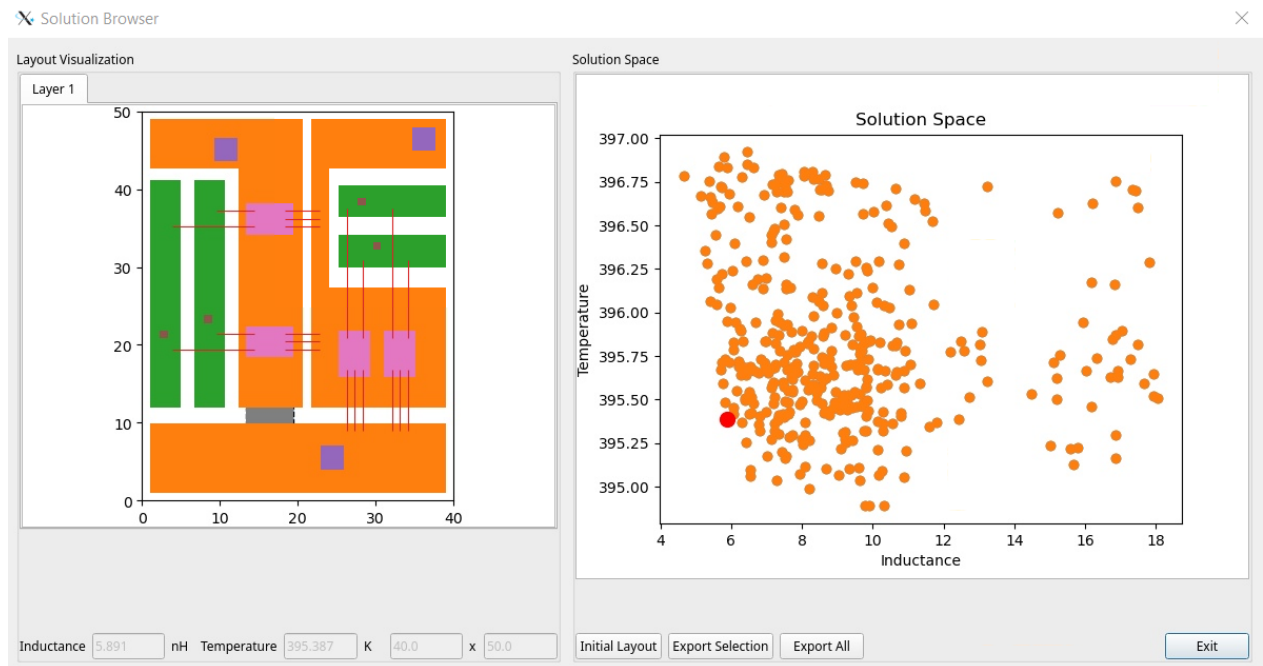 Solution Browser
Layout Visualization
Layer 1
50
40
30
20
10
0
0 10 20 30 40
Inductance 5.891 nH Temperature 395.387 K 40.0 x 50.0
Solution Space
Solution Space
397.00
396.75
396.50
396.25
396.00
395.75
395.50
395.25
395.00
Temperature
4 6 8 10 12 14 16 18
Inductance
Initial Layout Export Selection Export All Exit